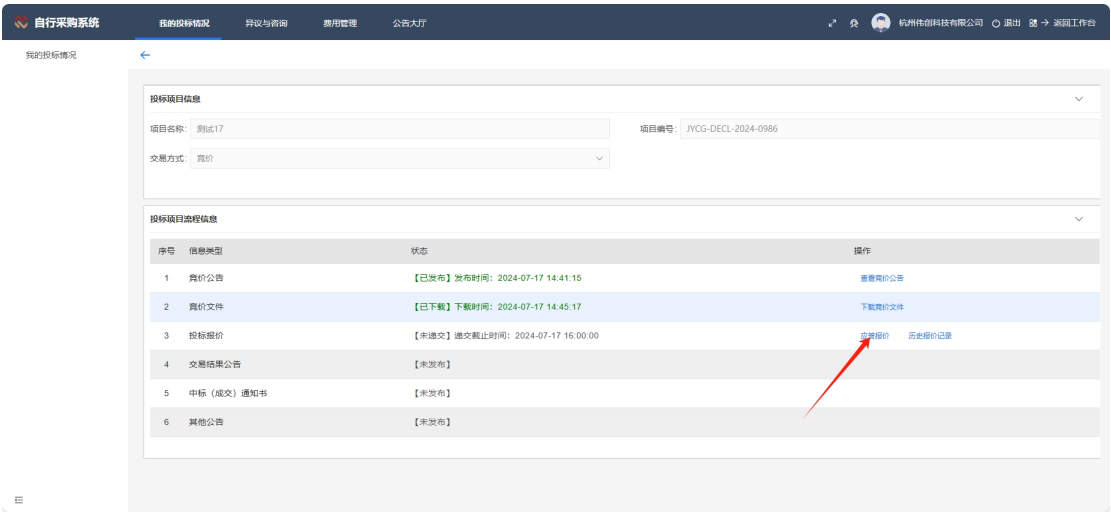 自行采购系统 我的投标情况 异议与咨询 费用管理 公告大厅 杭州伟创科技有限公司 退出 返回工作台
我的投标情况
投标项目信息
项目名称: 测试17 项目编号: JYCG-DECL-2024-0986
交易方式: 竞价
投标项目流程信息
序号 信息类型 状态 操作
1 竞价公告 【已发布】发布时间：2024-07-17 14:41:15 查看竞价公告
2 竞价文件 【已下载】下载时间：2024-07-17 14:45:17 下载竞价文件
3 投标报价 【未递交】递交截止时间：2024-07-17 16:00:00 应答报价 历史报价记录
4 交易结果公告 【未发布】
5 中标（成交）通知书 【未发布】
6 其他公告 【未发布】